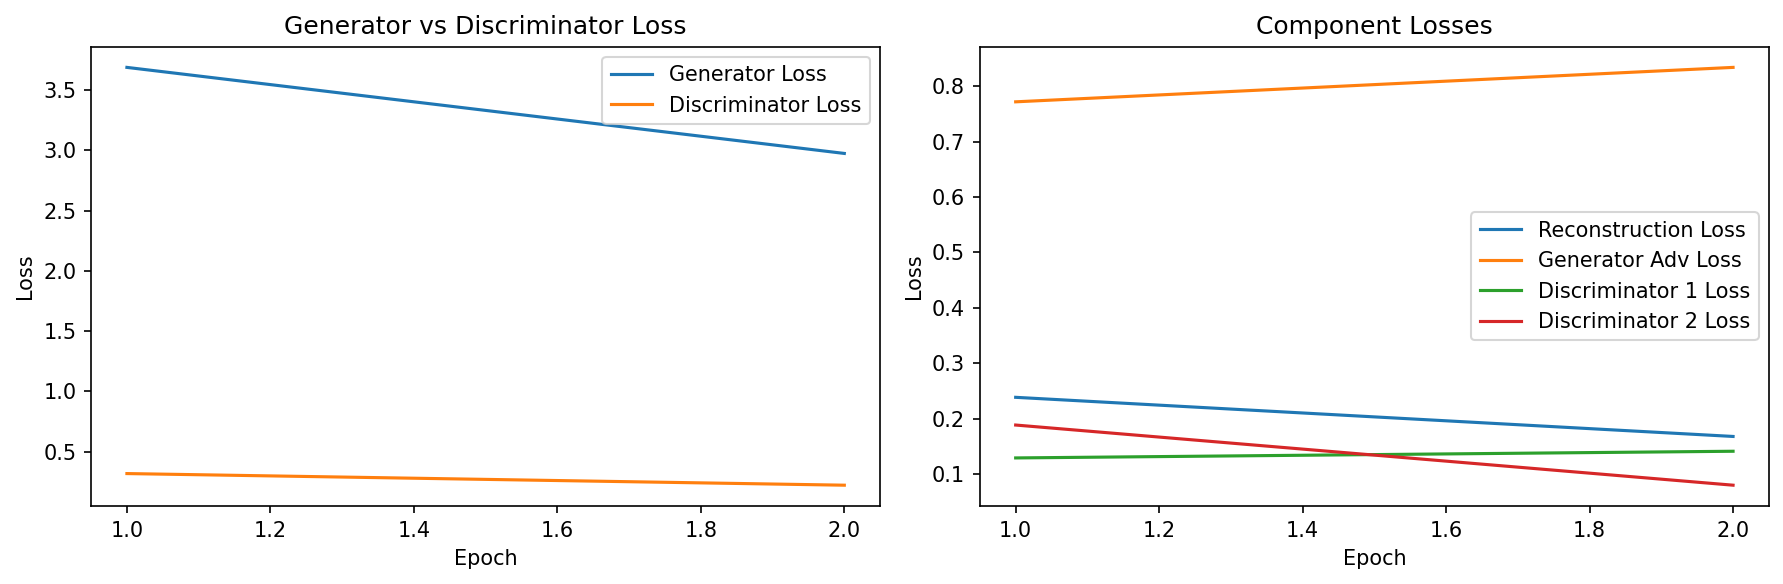 Generator vs Discriminator Loss
Generator Loss
Discriminator Loss
3.5
3.0
2.5
2.0
1.5
1.0
0.5
Loss
1.0 1.2 1.4 1.6 1.8 2.0
Epoch
Component Losses
Reconstruction Loss
Generator Adv Loss
Discriminator 1 Loss
Discriminator 2 Loss
0.8
0.7
0.6
0.5
0.4
0.3
0.2
0.1
Loss
1.0 1.2 1.4 1.6 1.8 2.0
Epoch